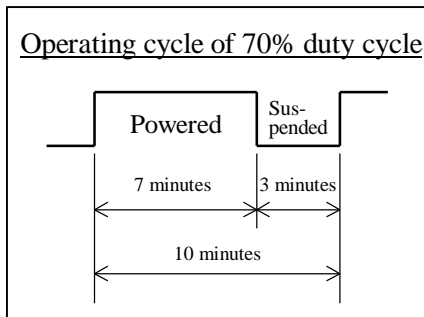 Operating cycle of 70% duty cycle
Powered
Sus-
pended
7 minutes
3 minutes
10 minutes